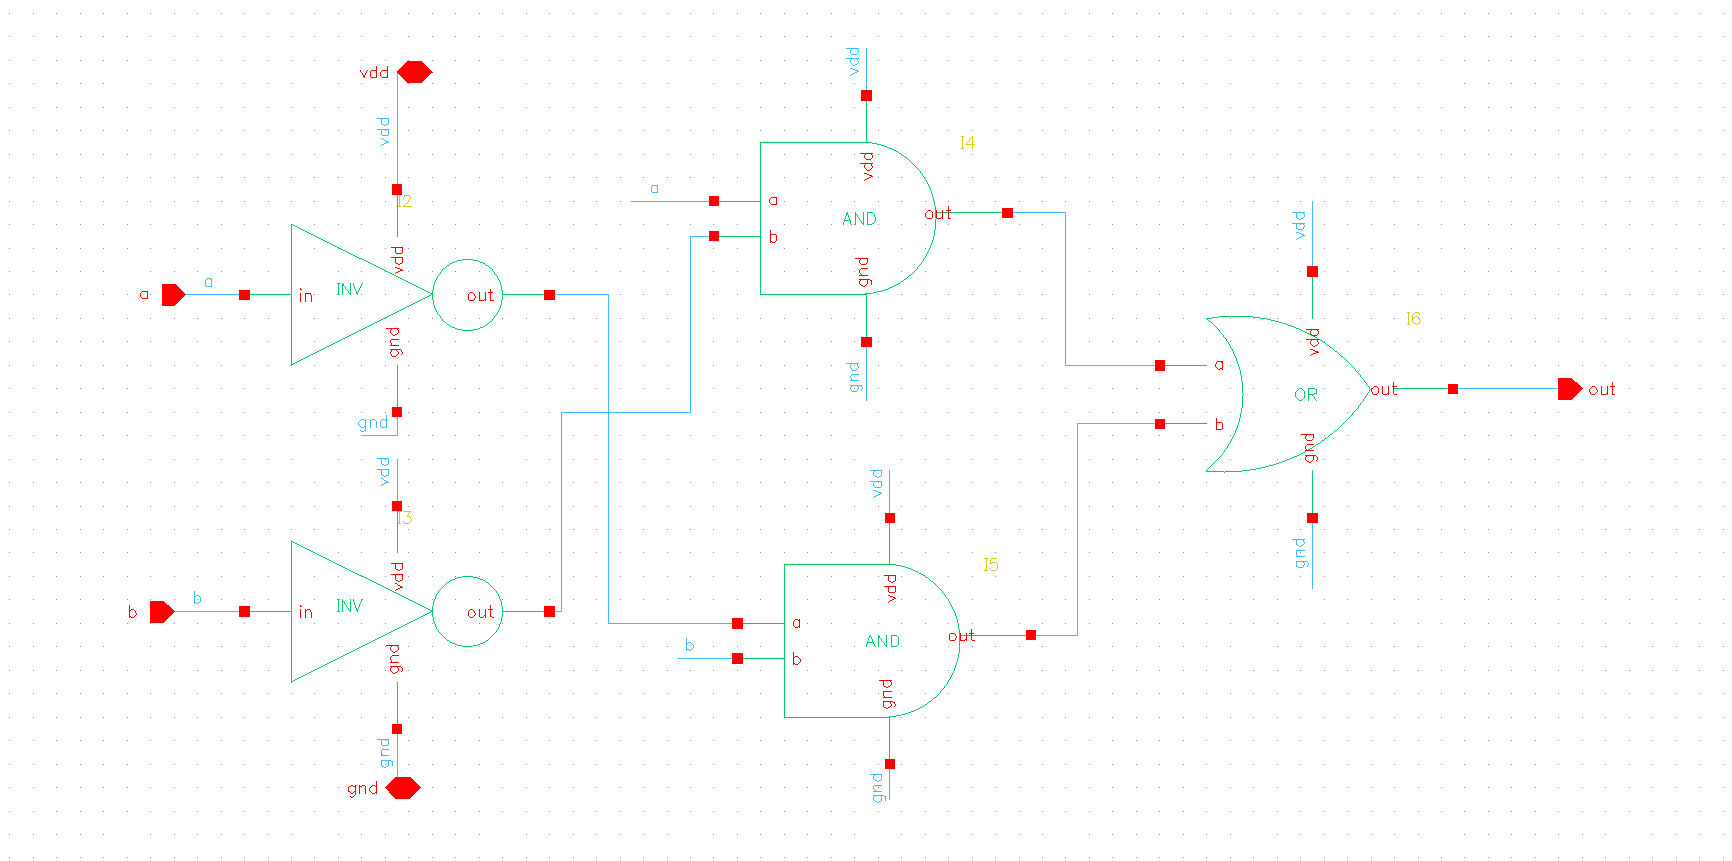 vdd
vdd
I2
vdd
a
a
in
INV
out
gnd
gnd
vdd
I3
vdd
b
b
in
INV
out
gnd
gnd
gnd
vdd
I4
vdd
a
a
b
AND
out
gnd
gnd
vdd
I5
vdd
a
b
b
AND
out
gnd
gnd
vdd
I6
vdd
a
b
OR
out
out
gnd
gnd